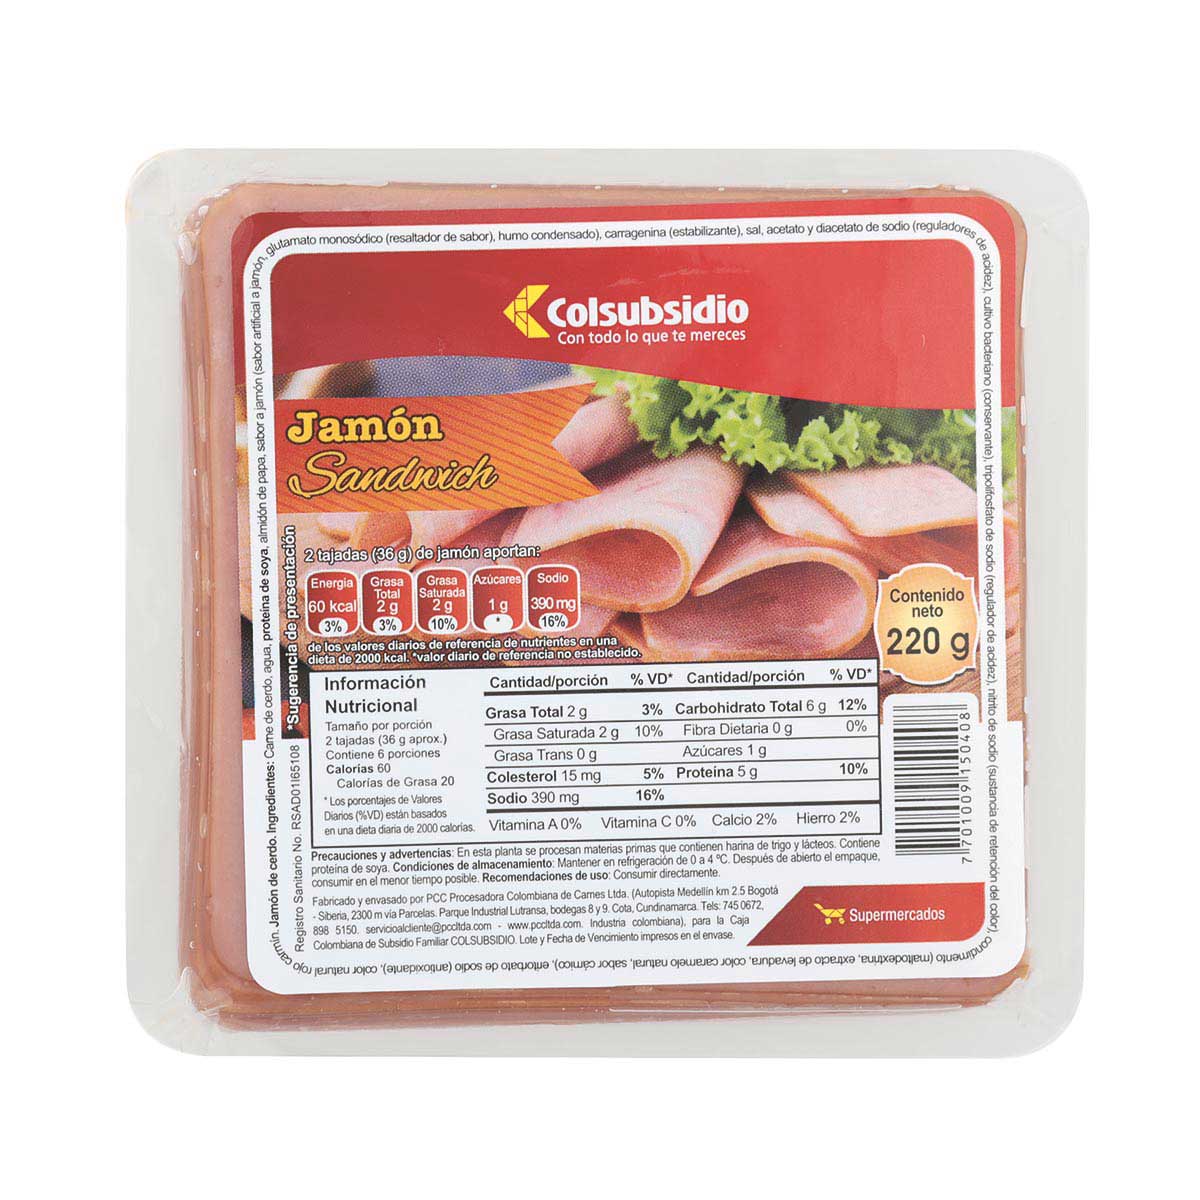 Jamón de cerdo. Ingredientes: Carne de cerdo, agua, proteína de soya, almidón de papa, sabor a jamón (sabor artificial a jamón, glutamato monosódico (resaltador de sabor), humo condensado), carragenina (estabilizante), sal, acetato y diacetato de sodio (reguladores de acidez), cultivo bacteriano (conservante), tripolifosfato de sodio (regulador de acidez), nitrito de sodio (sustancia de retención del color), condimento (maltodextrina, extracto de levadura, color caramelo natural, sabor cárnico), eritorbato de sodio (antioxidante), color natural rojo carmín.
Colsubsidio
Con todo lo que te mereces
Jamón
Sandwich
*Sugerencia de presentación
Registro Sanitario No. RSAD01I65108
2 tajadas (36 g) de jamón aportan:
Energia 60 kcal 3%
Grasa Total 2 g 3%
Grasa Saturada 2 g 10%
Azúcares 1 g *
Sodio 390 mg 16%
de los valores diarios de referencia de nutrientes en una
dieta de 2000 kcal. *valor diario de referencia no establecido.
Contenido
neto
220 g
Información
Nutricional
Tamaño por porción
2 tajadas (36 g aprox.)
Contiene 6 porciones
Calorías 60
Calorías de Grasa 20
* Los porcentajes de Valores
Diarios (%VD) están basados
en una dieta diaria de 2000 calorías.
Cantidad/porción % VD* Cantidad/porción % VD*
Grasa Total 2 g 3% Carbohidrato Total 6 g 12%
Grasa Saturada 2 g 10% Fibra Dietaria 0 g 0%
Grasa Trans 0 g Azúcares 1 g
Colesterol 15 mg 5% Proteina 5 g 10%
Sodio 390 mg 16%
Vitamina A 0% Vitamina C 0% Calcio 2% Hierro 2%
Precauciones y advertencias: En esta planta se procesan materias primas que contienen harina de trigo y lácteos. Contiene
proteína de soya. Condiciones de almacenamiento: Mantener en refrigeración de 0 a 4 ºC. Después de abierto el empaque,
consumir en el menor tiempo posible. Recomendaciones de uso: Consumir directamente.
Fabricado y envasado por PCC Procesadora Colombiana de Carnes Ltda. (Autopista Medellín km 2.5 Bogotá
- Siberia, 2300 m vía Parcelas. Parque Industrial Lutransa, bodegas 8 y 9. Cota, Cundinamarca. Tels: 745 0672,
898 5150. servicioalcliente@pccltda.com - www.pccltda.com. Industria colombiana), para la Caja
Colombiana de Subsidio Familiar COLSUBSIDIO. Lote y Fecha de Vencimiento impresos en el envase.
7 701009 150408
Supermercados